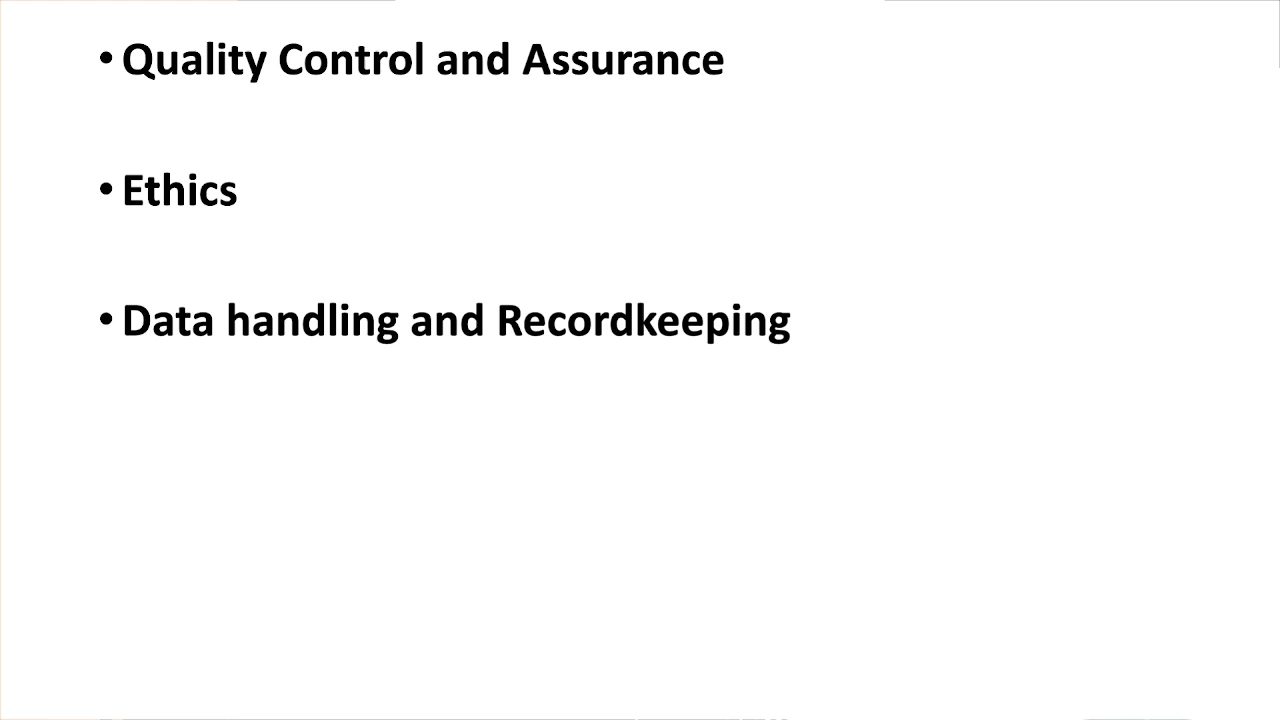 • Quality Control and Assurance
• Ethics
• Data handling and Recordkeeping